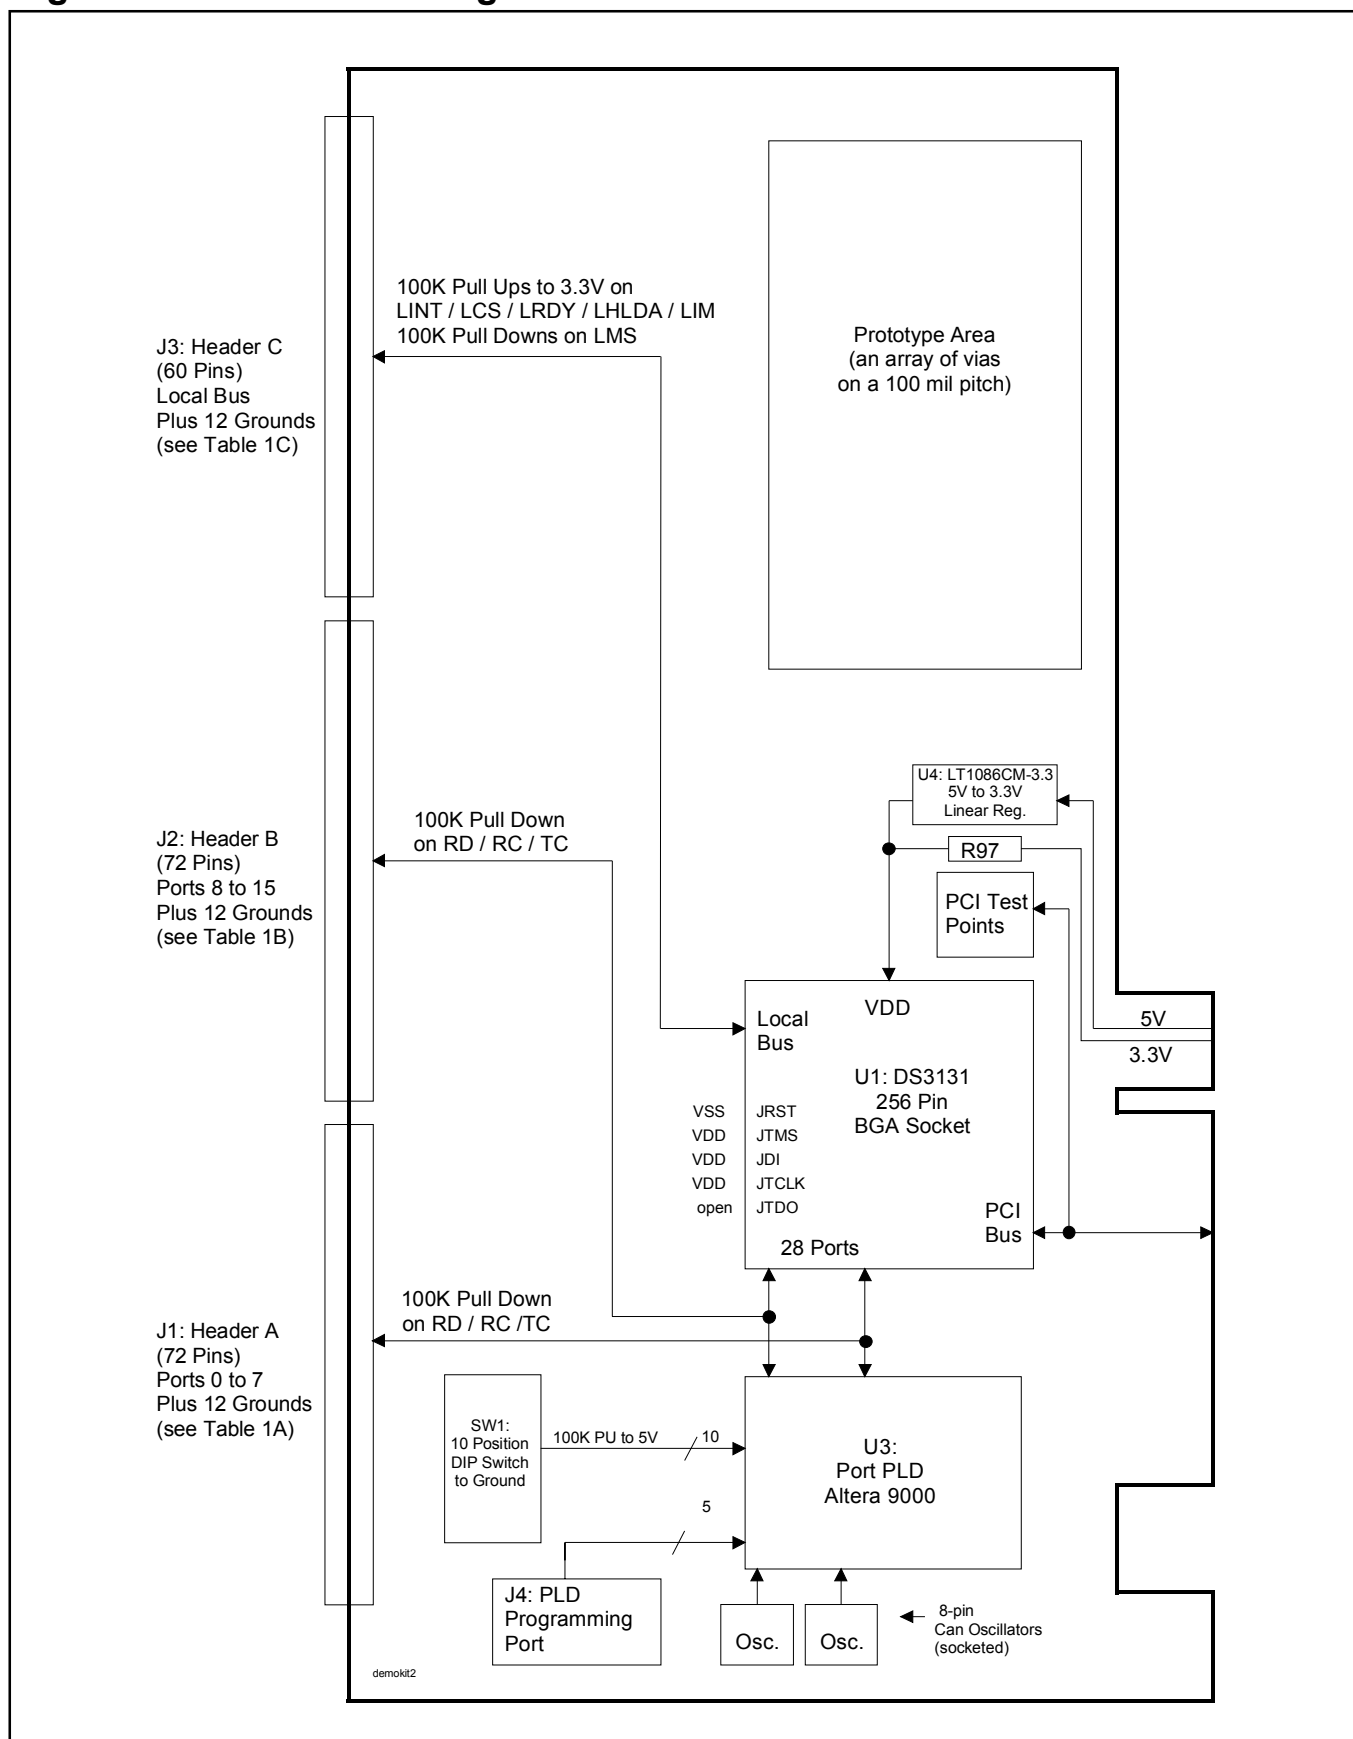 100K Pull Ups to 3.3V on
LINT / LCS / LRDY / LHLDA / LIM
100K Pull Downs on LMS
J3: Header C
(60 Pins)
Local Bus
Plus 12 Grounds
(see Table 1C)
Prototype Area
(an array of vias
on a 100 mil pitch)
U4: LT1086CM-3.3
5V to 3.3V
Linear Reg.
R97
PCI Test
Points
100K Pull Down
on RD / RC / TC
J2: Header B
(72 Pins)
Ports 8 to 15
Plus 12 Grounds
(see Table 1B)
5V
3.3V
VDD
Local
Bus
U1: DS3131
256 Pin
BGA Socket
VSS JRST
VDD JTMS
VDD JDI
VDD JTCLK
open JTDO
PCI
Bus
28 Ports
100K Pull Down
on RD / RC /TC
J1: Header A
(72 Pins)
Ports 0 to 7
Plus 12 Grounds
(see Table 1A)
SW1:
10 Position
DIP Switch
to Ground
100K PU to 5V
10
5
U3:
Port PLD
Altera 9000
J4: PLD
Programming
Port
Osc.
Osc.
8-pin
Can Oscillators
(socketed)
demokit2